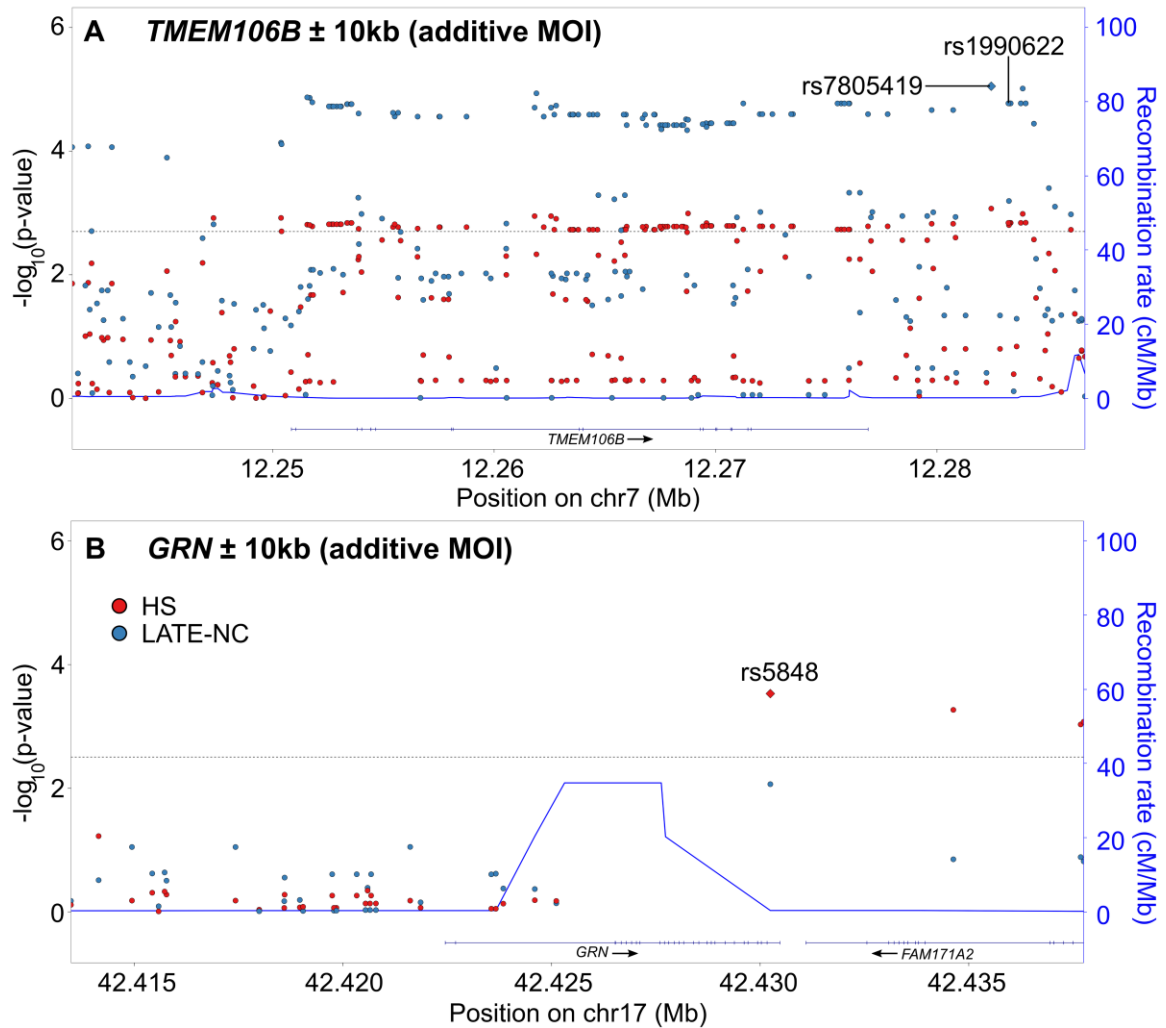 A TMEM106B ± 10kb (additive MOI)
rs1990622
rs7805419
-log10(p-value)
6
4
2
0
Recombination rate (cM/Mb)
100
80
60
40
20
0
TMEM106B →
12.25 12.26 12.27 12.28
Position on chr7 (Mb)
B GRN ± 10kb (additive MOI)
HS
LATE-NC
rs5848
-log10(p-value)
6
4
2
0
Recombination rate (cM/Mb)
100
80
60
40
20
0
GRN →
← FAM171A2
42.415 42.420 42.425 42.430 42.435
Position on chr17 (Mb)